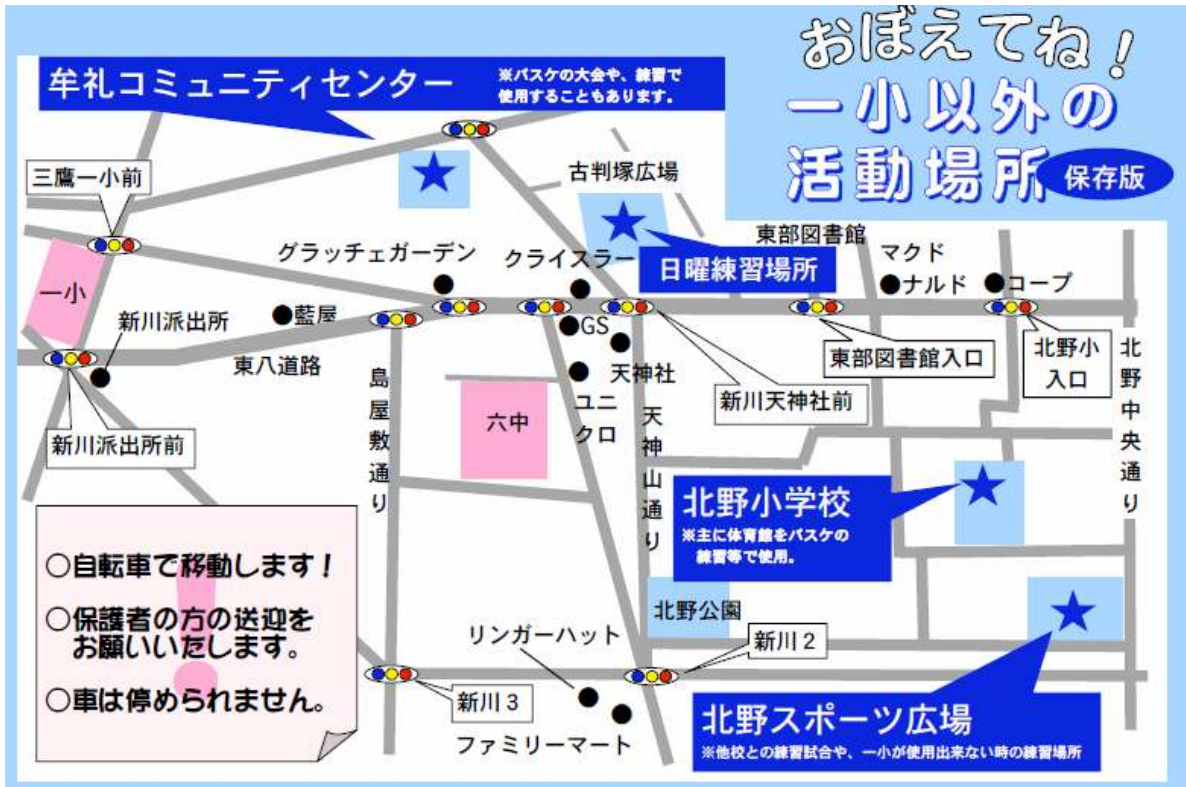 おぼえてね！
一小以外の
活動場所
保存版
牟礼コミュニティセンター
※バスケの大会や、練習で
使用することもあります。
三鷹一小前
古判塚広場
グラッチェガーデン
クライスラー
日曜練習場所
東部図書館
マクド
ナルド
コープ
一小
新川派出所
藍屋
東八道路
GS
天神社
東部図書館入口
北野小
入口
新川天神社前
新川派出所前
島屋敷通り
六中
ユニ
クロ
天神山通り
北野中央通り
北野小学校
※主に体育館をバスケの
練習等で使用。
○自転車で移動します！
○保護者の方の送迎を
お願いいたします。
○車は停められません。
！
北野公園
リンガーハット
新川２
新川３
ファミリーマート
北野スポーツ広場
※他校との練習試合や、一小が使用出来ない時の練習場所